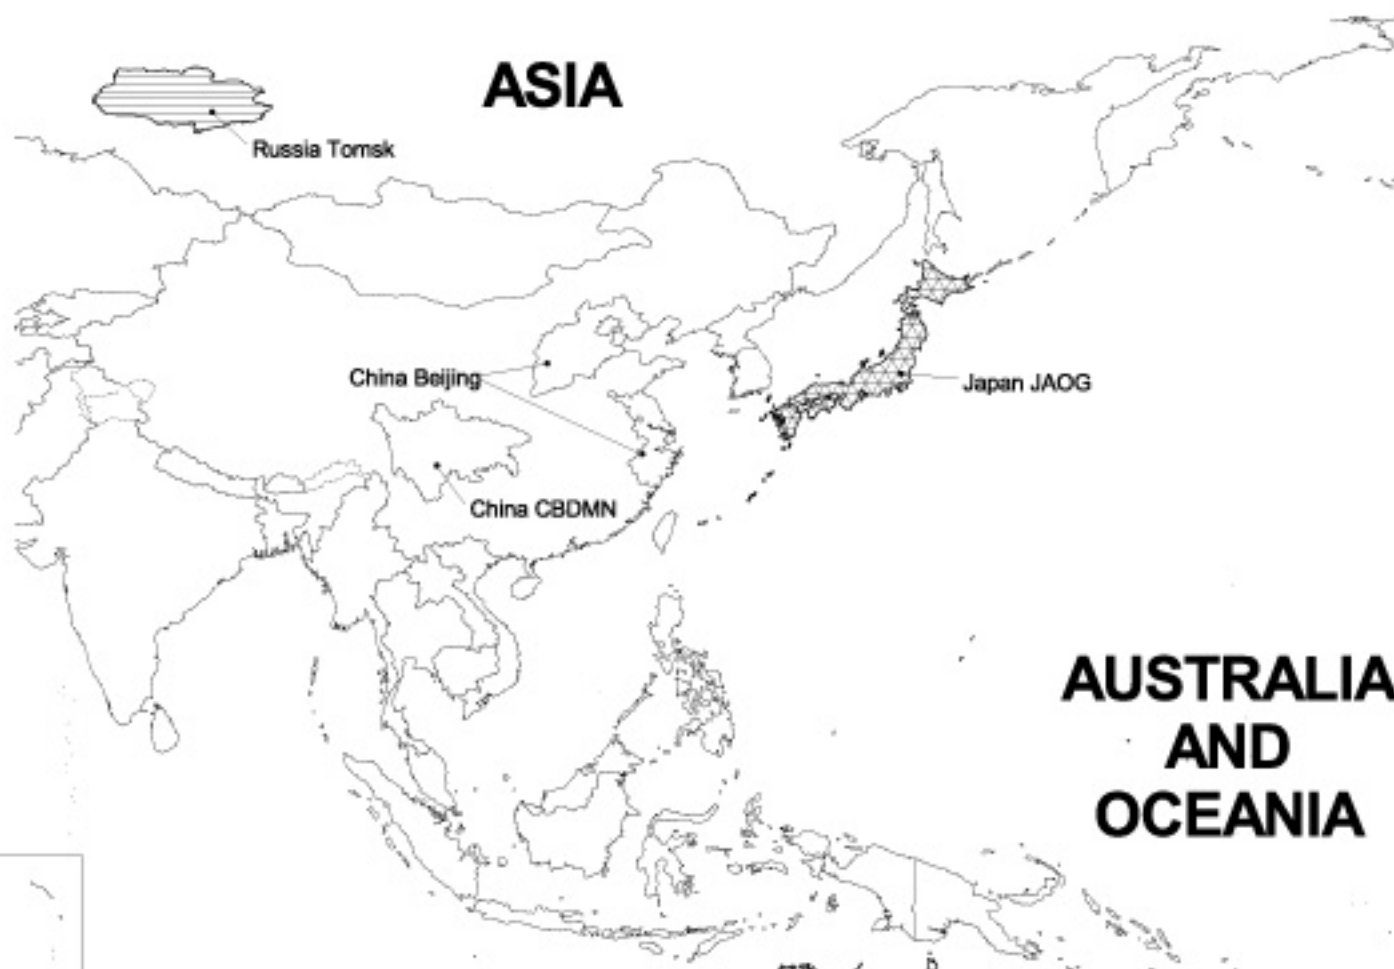 ASIA
Russia Tomsk
China Beijing
Japan JAOG
China CBDMN
AUSTRALIA
AND
OCEANIA